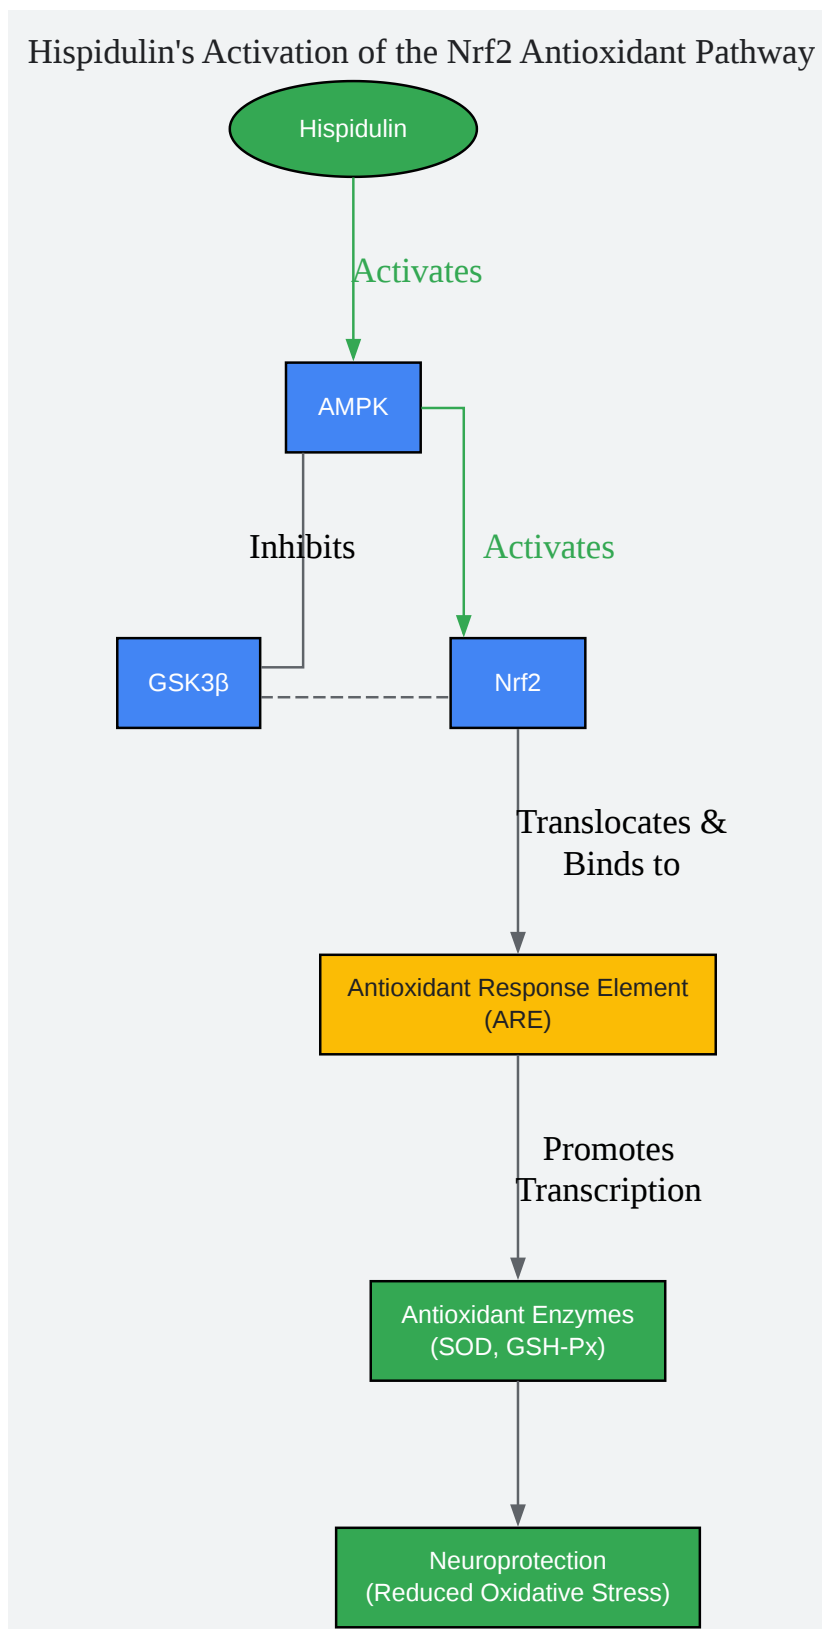 Hispidulin's Activation of the Nrf2 Antioxidant Pathway
Hispidulin
Activates
AMPK
Inhibits
Activates
GSK3β
Nrf2
Translocates &
Binds to
Antioxidant Response Element
(ARE)
Promotes
Transcription
Antioxidant Enzymes
(SOD, GSH-Px)
Neuroprotection
(Reduced Oxidative Stress)